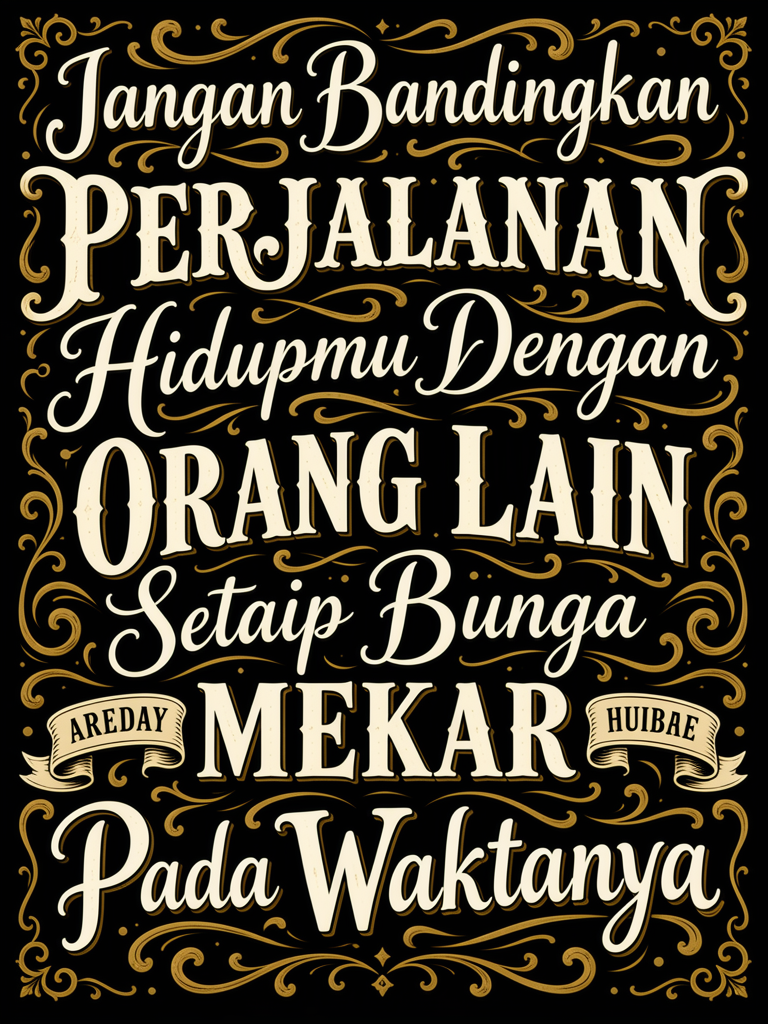 Jangan Bandingkan
PERJALANAN
Hidupmu Dengan
ORANG LAIN
Setaip Bunga
MEKAR
AREDAY
HUIBAE
Pada Waktanya